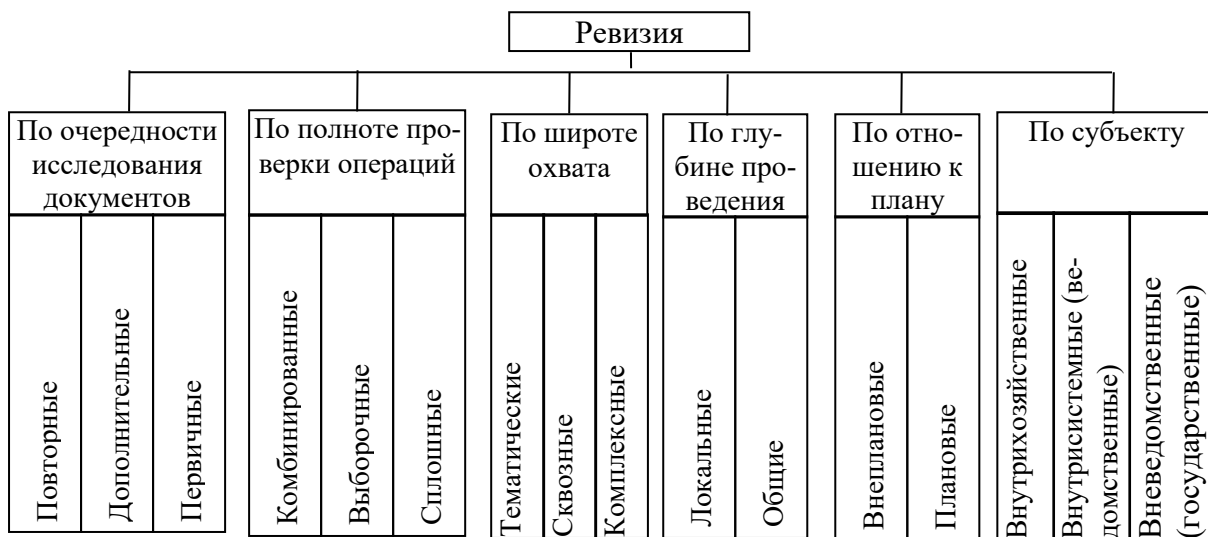 Ревизия
По очередности
исследования
документов
По полноте про-
верки операций
По широте
охвата
По глу-
бине про-
ведения
По отно-
шению к
плану
По субъекту
Повторные
Дополнительные
Первичные
Комбинированные
Выборочные
Сплошные
Тематические
Сквозные
Комплексные
Локальные
Общие
Внеплановые
Плановые
Внутрихозяйственные
Внутрисистемные (ве-
домственные)
Вневедомственные
(государственные)